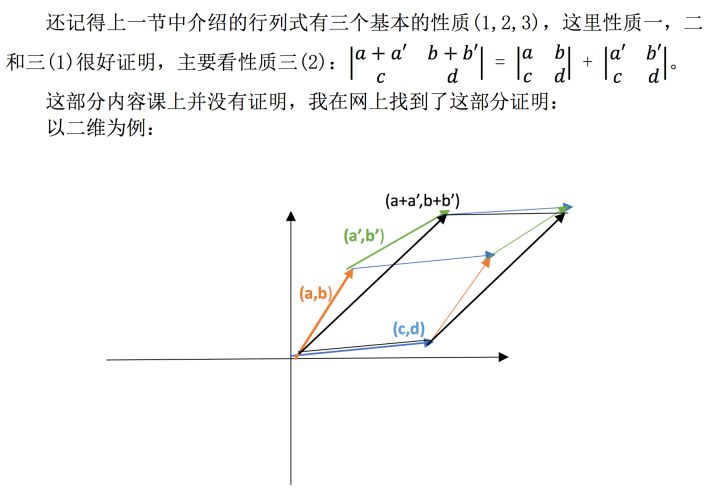 还记得上一节中介绍的行列式有三个基本的性质(1,2,3)，这里性质一，二
和三(1)很好证明，主要看性质三(2)：|a + a′ b + b′ c d| = |a b c d| + |a′ b′ c d|。
这部分内容课上并没有证明，我在网上找到了这部分证明：
以二维为例：
(a+a’,b+b’)
(a’,b’)
(a,b)
(c,d)